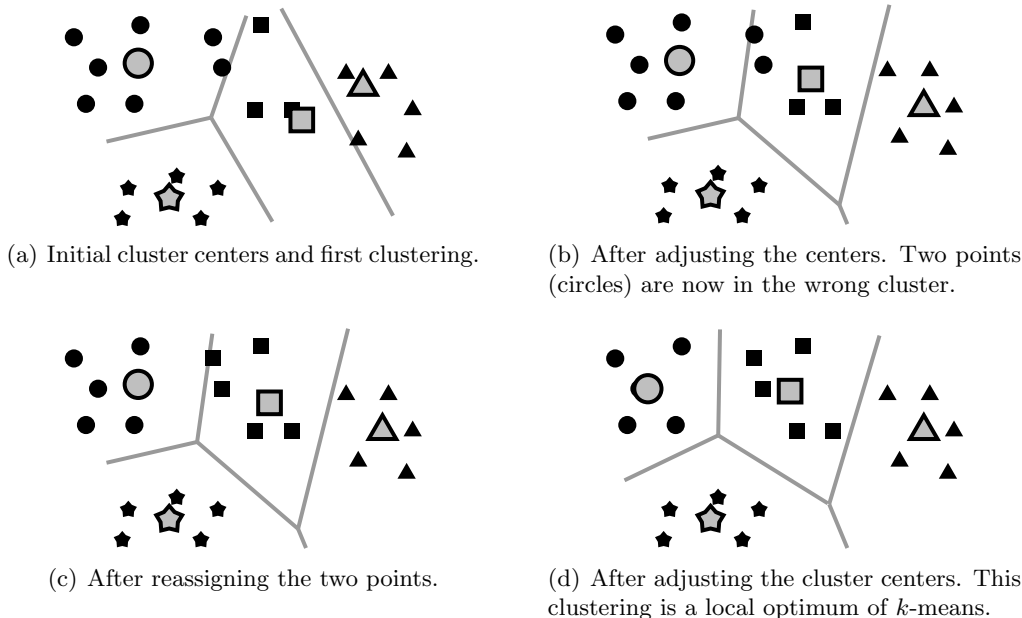 (a) Initial cluster centers and first clustering.
(b) After adjusting the centers. Two points
(circles) are now in the wrong cluster.
(c) After reassigning the two points.
(d) After adjusting the cluster centers. This
clustering is a local optimum of k-means.